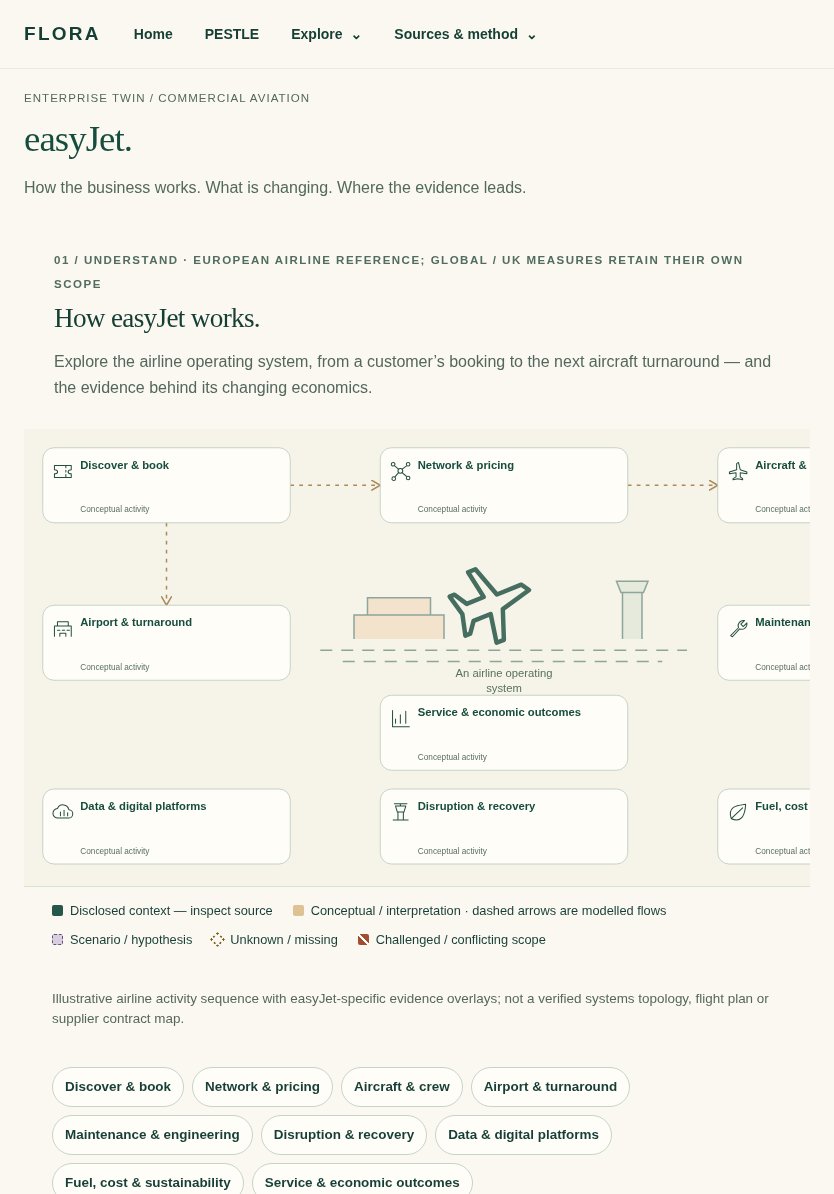 FLORA
Home
PESTLE
Explore
Sources & method
ENTERPRISE TWIN / COMMERCIAL AVIATION
easyJet.
How the business works. What is changing. Where the evidence leads.
01 / UNDERSTAND · EUROPEAN AIRLINE REFERENCE; GLOBAL / UK MEASURES RETAIN THEIR OWN
SCOPE
How easyJet works.
Explore the airline operating system, from a customer’s booking to the next aircraft turnaround — and
the evidence behind its changing economics.
Discover & book
Conceptual activity
Network & pricing
Conceptual activity
Aircraft &
Conceptual
Airport & turnaround
Conceptual activity
An airline operating
system
Conceptual
Service & economic outcomes
Conceptual activity
Data & digital platforms
Conceptual activity
Disruption & recovery
Conceptual activity
Fuel, cost
Conceptual
Disclosed context — inspect source
Conceptual / interpretation · dashed arrows are modelled flows
Scenario / hypothesis
Unknown / missing
Challenged / conflicting scope
Illustrative airline activity sequence with easyJet-specific evidence overlays; not a verified systems topology, flight plan or
supplier contract map.
Discover & book
Network & pricing
Aircraft & crew
Airport & turnaround
Maintenance & engineering
Disruption & recovery
Data & digital platforms
Fuel, cost & sustainability
Service & economic outcomes